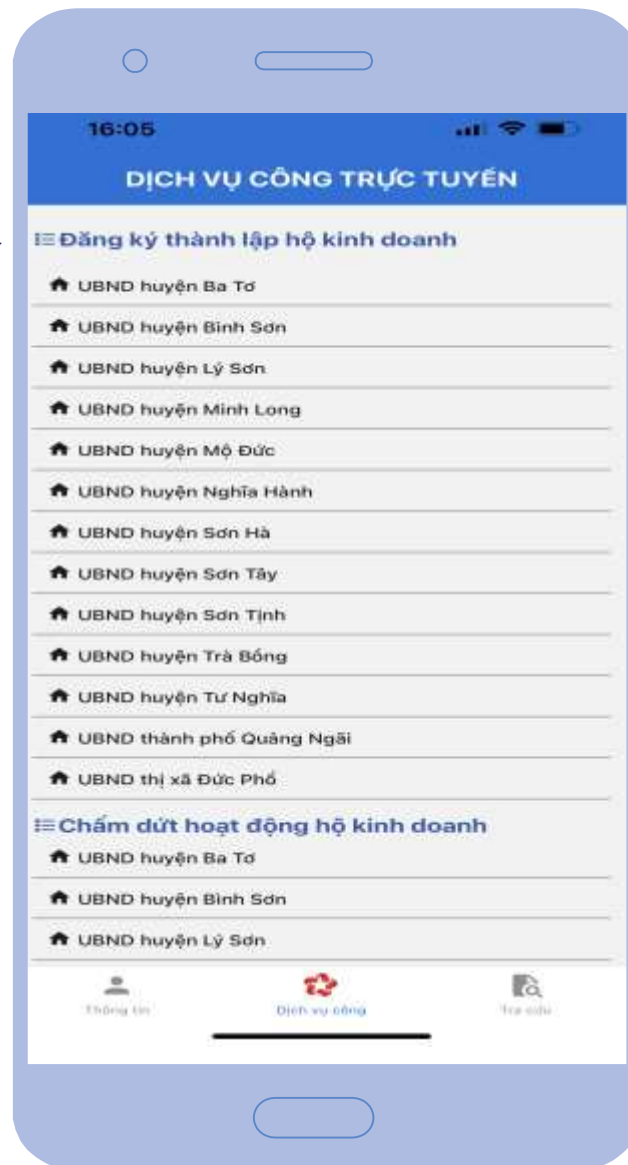 16:05
DỊCH VỤ CÔNG TRỰC TUYẾN
Đăng ký thành lập hộ kinh doanh
UBND huyện Ba Tơ
UBND huyện Bình Sơn
UBND huyện Lý Sơn
UBND huyện Minh Long
UBND huyện Mộ Đức
UBND huyện Nghĩa Hành
UBND huyện Sơn Hà
UBND huyện Sơn Tây
UBND huyện Sơn Tịnh
UBND huyện Trà Bồng
UBND huyện Tư Nghĩa
UBND thành phố Quảng Ngãi
UBND thị xã Đức Phổ
Chấm dứt hoạt động hộ kinh doanh
UBND huyện Ba Tơ
UBND huyện Bình Sơn
UBND huyện Lý Sơn
Thông tin
Dịch vụ công
Tra cứu